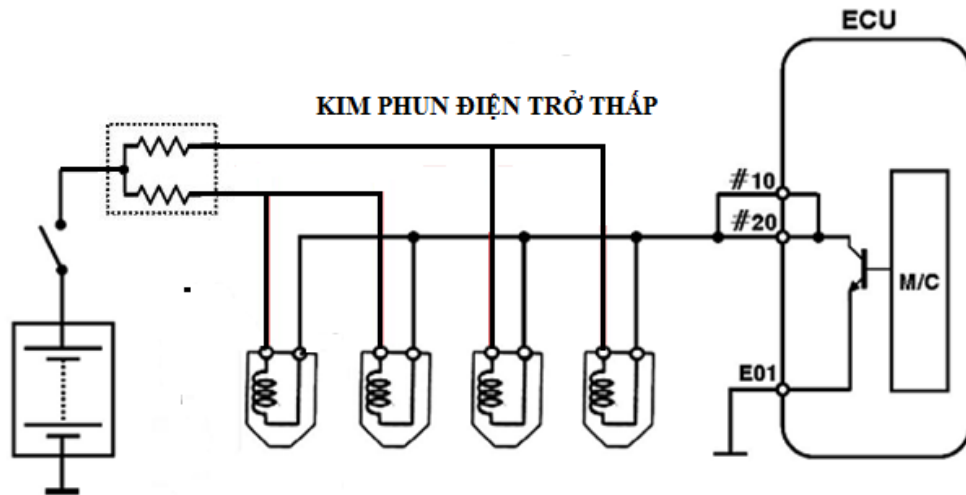 ECU
KIM PHUN ĐIỆN TRỞ THẤP
#10
#20
M/C
E01